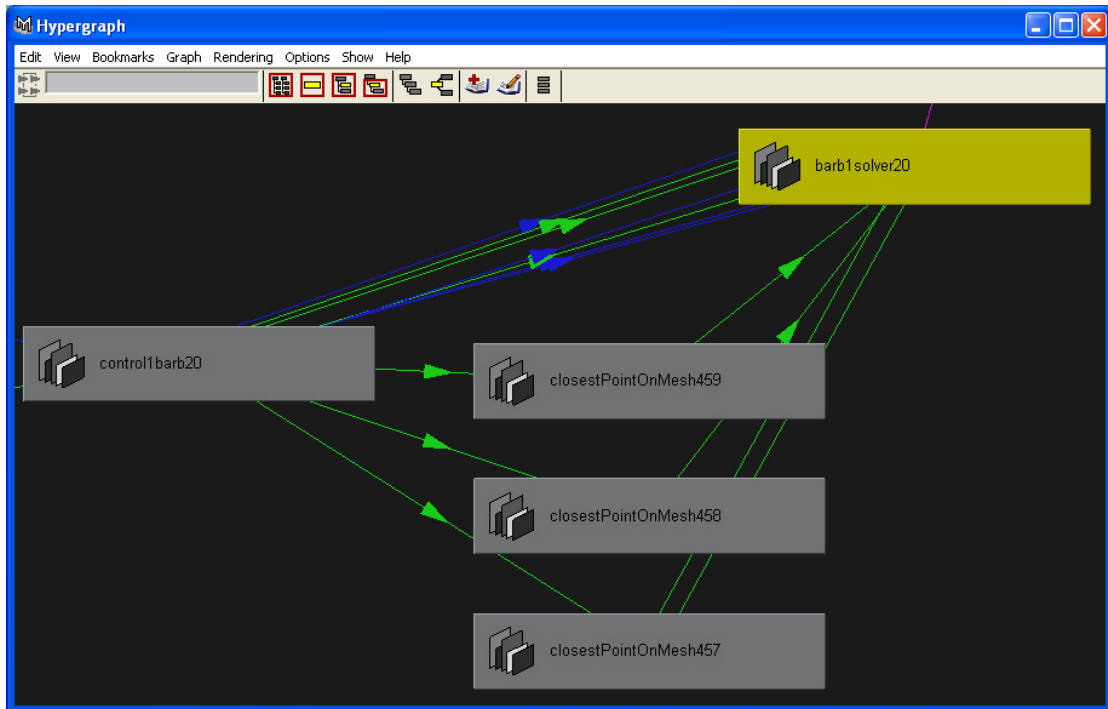 Hypergraph
Edit View Bookmarks Graph Rendering Options Show Help
barb1solver20
control1barb20
closestPointOnMesh459
closestPointOnMesh458
closestPointOnMesh457